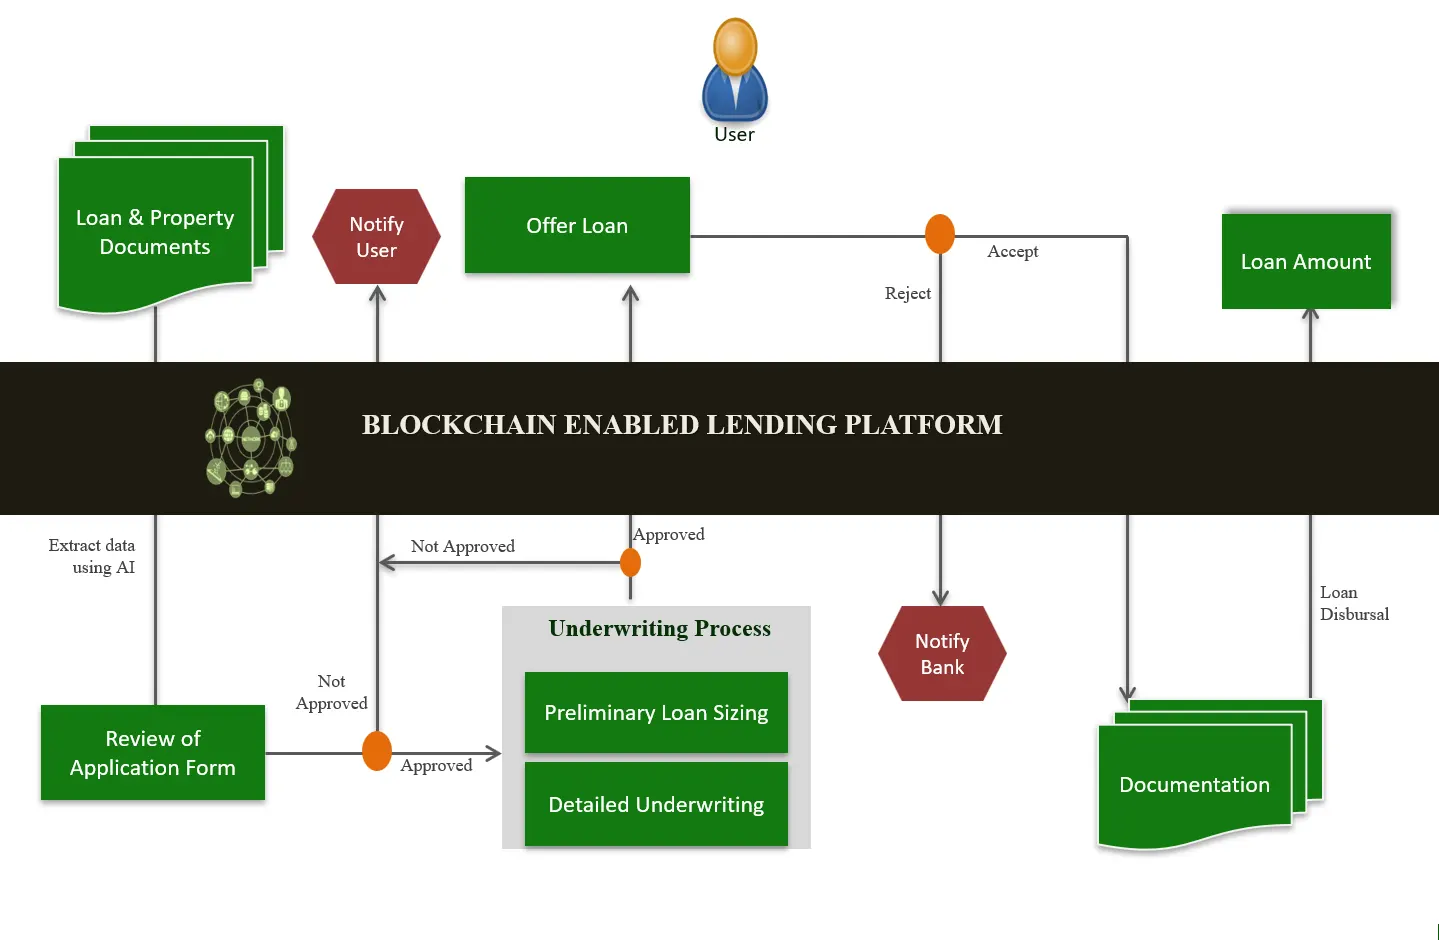 User
Loan & Property
Documents
Notify
User
Offer Loan
Accept
Reject
Loan Amount
BLOCKCHAIN ENABLED LENDING PLATFORM
NETWORK
Extract data
using AI
Not Approved
Approved
Loan
Disbursal
Underwriting Process
Notify
Bank
Not
Approved
Preliminary Loan Sizing
Review of
Application Form
Approved
Detailed Underwriting
Documentation